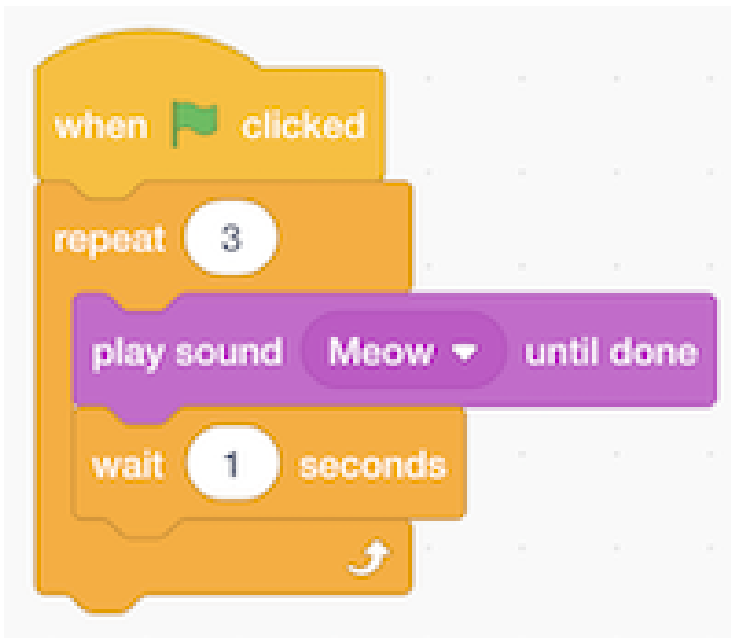 when clicked
repeat 3
play sound Meow until done
wait 1 seconds